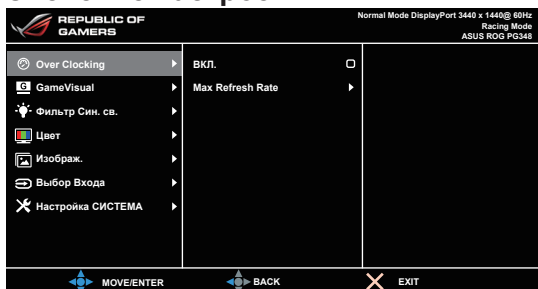 REPUBLIC OF
GAMERS
Normal Mode DisplayPort 3440 x 1440@ 60Hz
Racing Mode
ASUS ROG PG348
Over Clocking
ВКЛ.
GameVisual
Max Refresh Rate
Фильтр Син. св.
Цвет
Изображ.
Выбор Входа
Настройка СИСТЕМА
MOVE/ENTER
BACK
EXIT